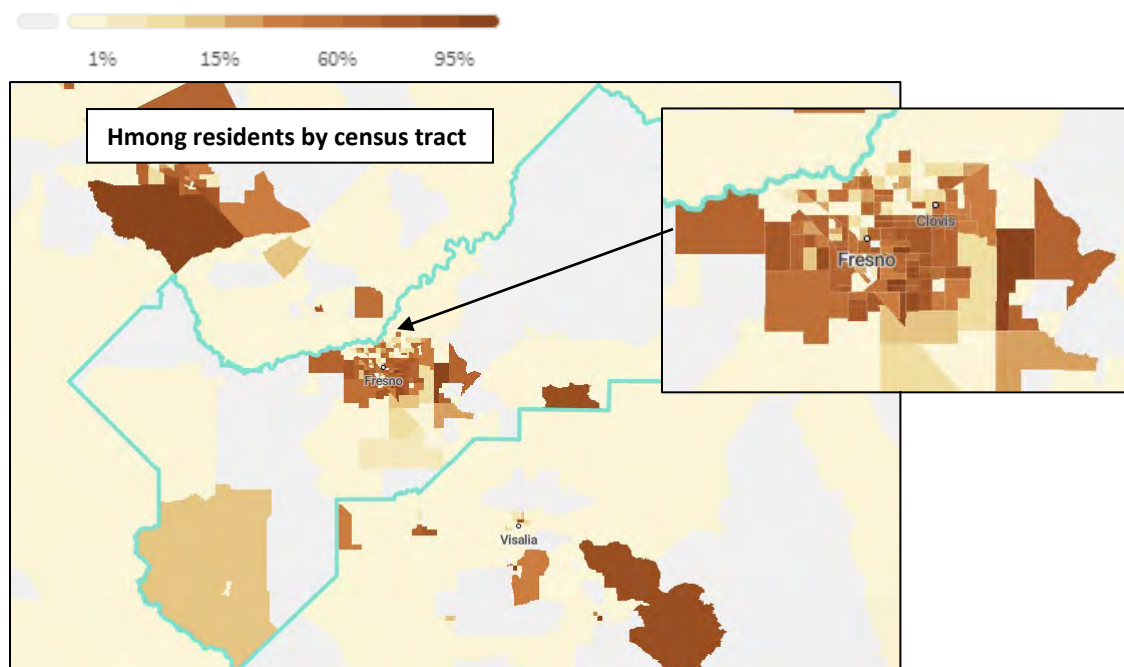 1% 15% 60% 95%
Hmong residents by census tract
Clovis
Fresno
Fresno
Visalia